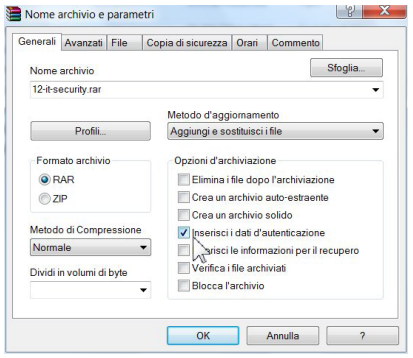 Nome archivio e parametri
?
Generali Avanzati File Copia di sicurezza Orari Commento
Nome archivio
Sfoglia...
12-it-security.rar
Metodo d'aggiornamento
Profili...
Aggiungi e sostituisci i file
Formato archivio
Opzioni d'archiviazione
RAR
Elimina i file dopo l'archiviazione
ZIP
Crea un archivio auto-estraente
Crea un archivio solido
Metodo di Compressione
Inserisci i dati d'autenticazione
Normale
le informazioni per il recupero
Dividi in volumi di byte
Verifica i file archiviati
Blocca l'archivio
OK Annulla ?